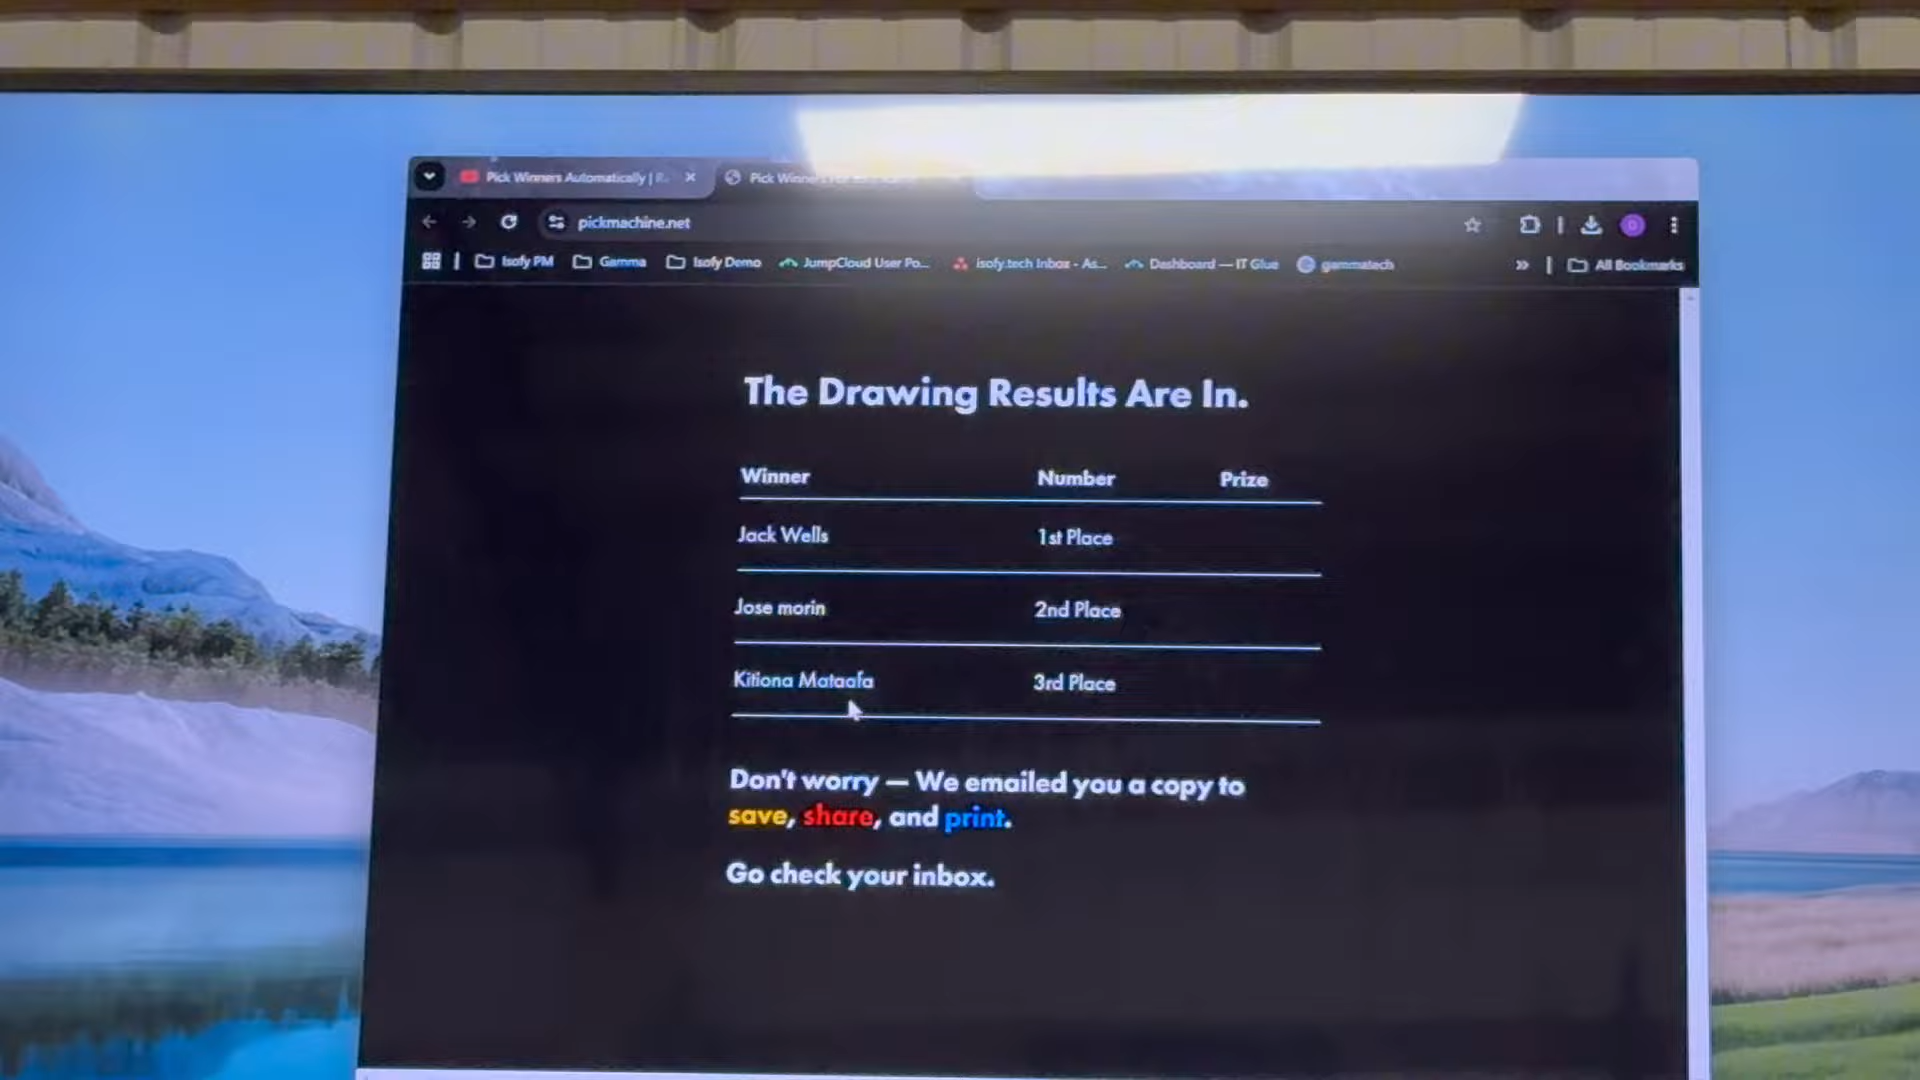 Pick Winners Automatically | R
Pick Winners
pickmachine.net
Isofy PM
Gamma
Isofy Demo
JumpCloud User Po...
isofy.tech Inbox - As...
Dashboard — IT Glue
gammatech
All Bookmarks
The Drawing Results Are In.
Winner Number Prize
Jack Wells 1st Place
Jose morin 2nd Place
Kitiona Mataafa 3rd Place
Don't worry — We emailed you a copy to
save, share, and print.
Go check your inbox.